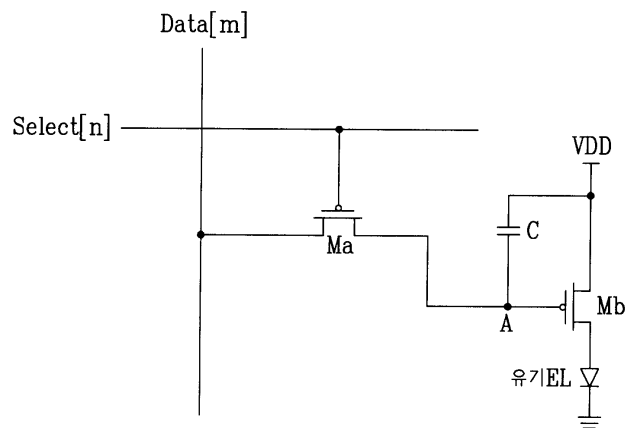 Data[m]
Select[n]
VDD
C
Ma
Mb
A
유기EL